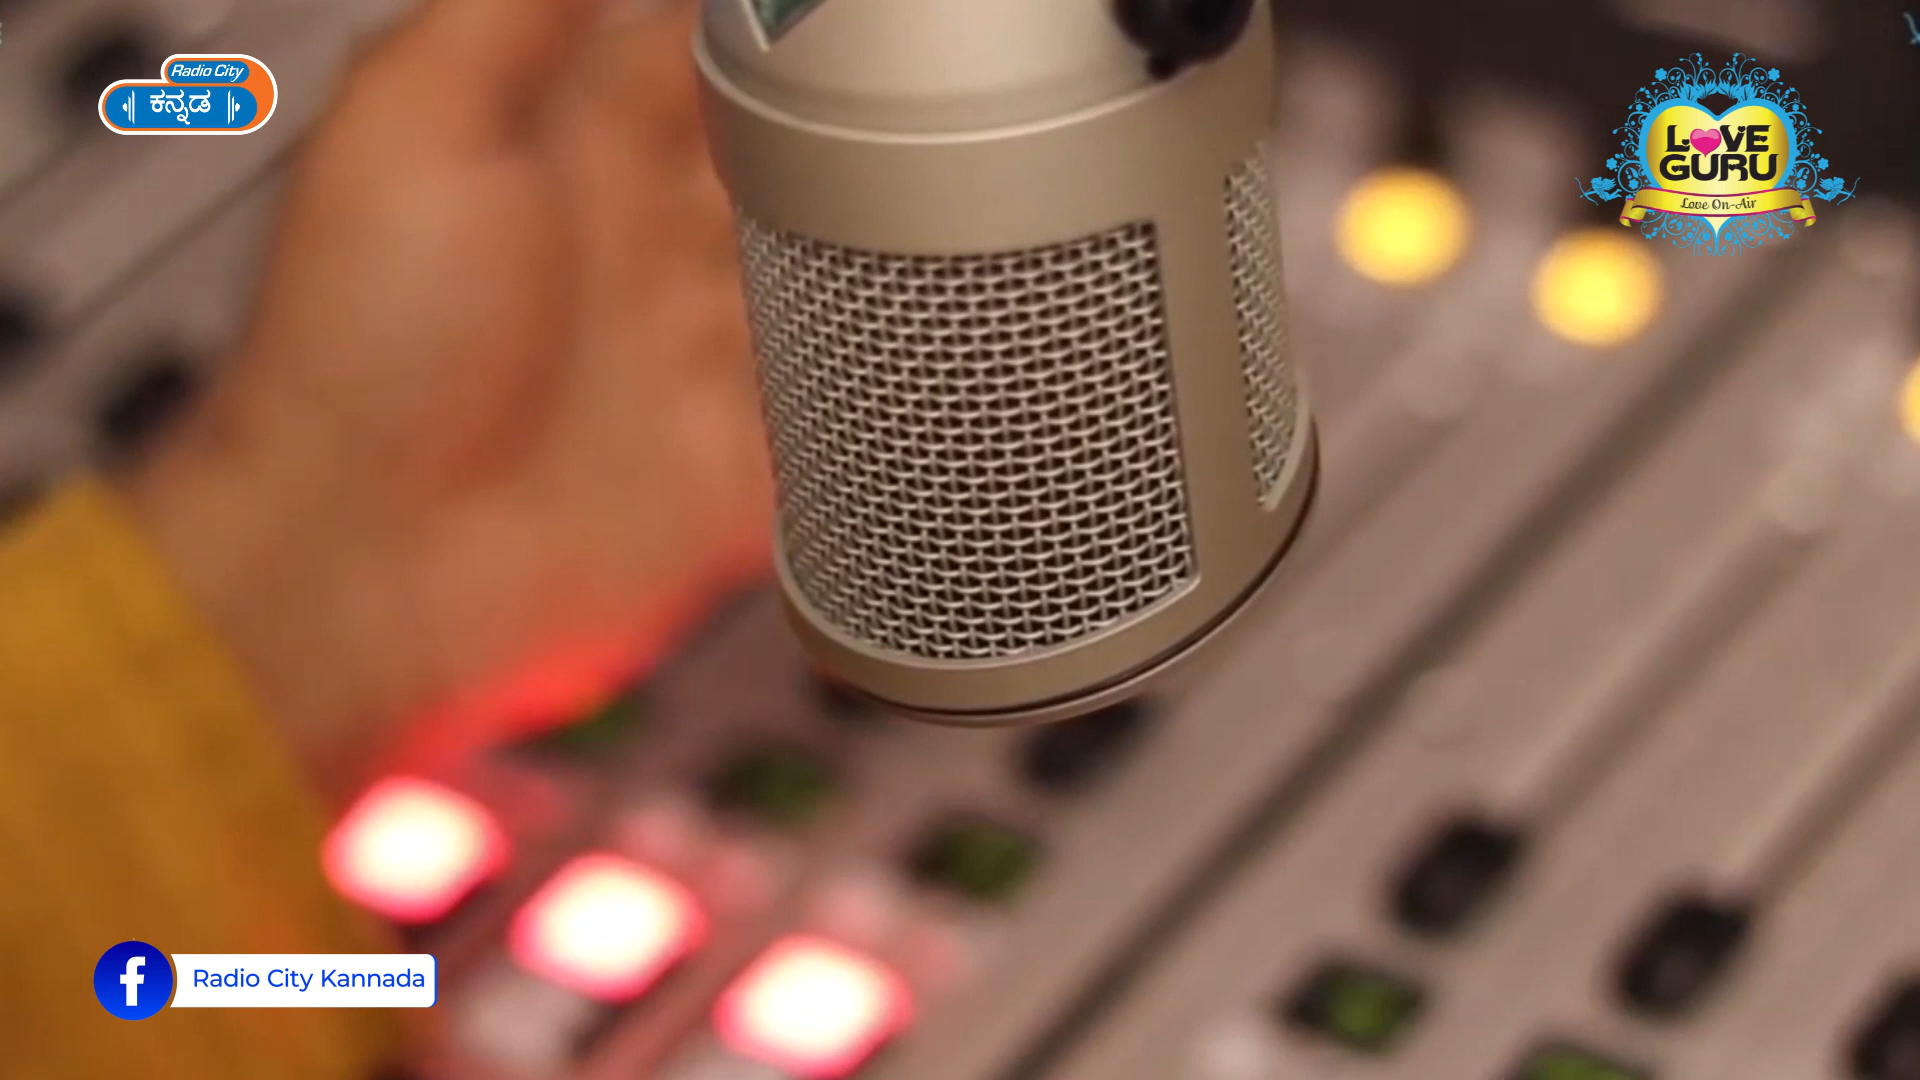 Radio City
ಕನ್ನಡ
LOVE
GURU
Love On-Air
Radio City Kannada